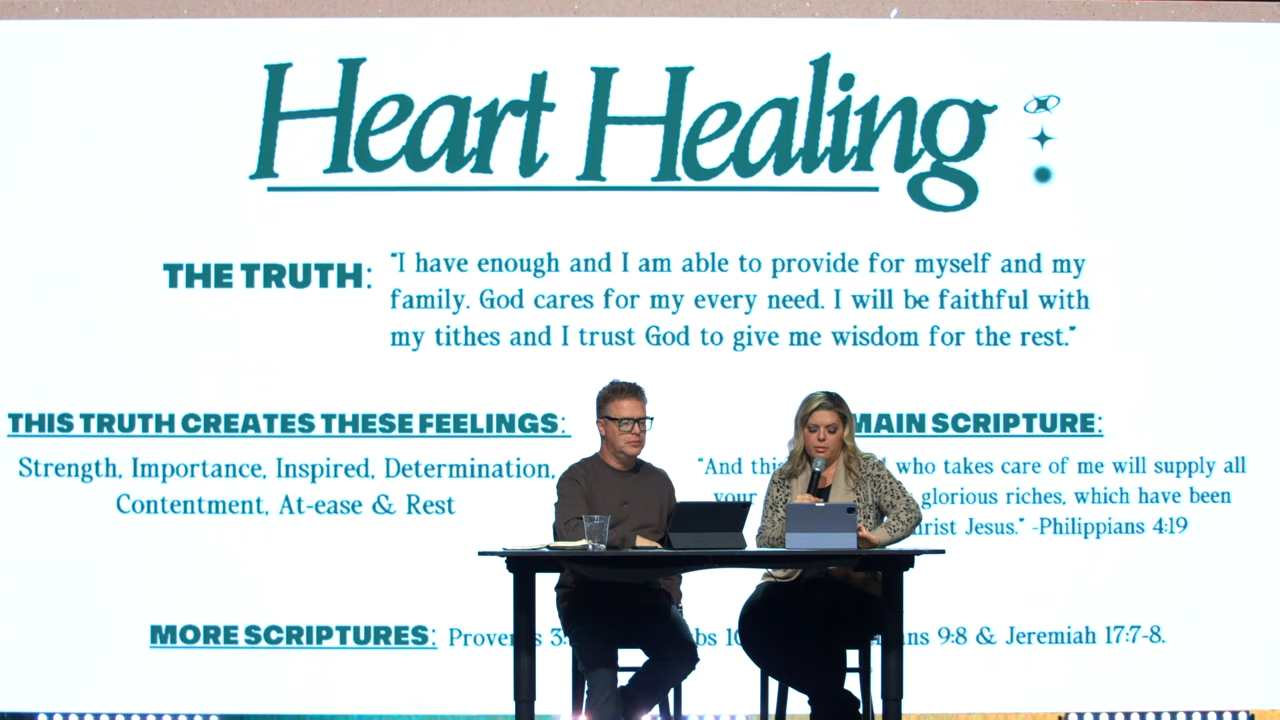 Heart Healing
THE TRUTH: "I have enough and I am able to provide for myself and my
family. God cares for my every need. I will be faithful with
my tithes and I trust God to give me wisdom for the rest."
THIS TRUTH CREATES THESE FEELINGS:
Strength, Importance, Inspired, Determination,
Contentment, At-ease & Rest
MAIN SCRIPTURE:
"And who takes care of me will supply all
your glorious riches, which have been
Jesus." -Philippians 4:19
MORE SCRIPTURES: 9:8 & Jeremiah 17:7-8.